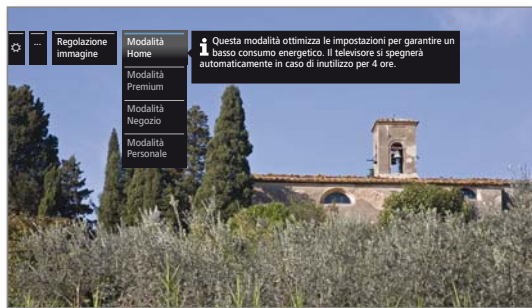 ...
Regolazione
immagine
Modalità
Home
Modalità
Premium
Modalità
Negozio
Modalità
Personale
i Questa modalità ottimizza le impostazioni per garantire un
basso consumo energetico. Il televisore si spegnerà
automaticamente in caso di inutilizzo per 4 ore.